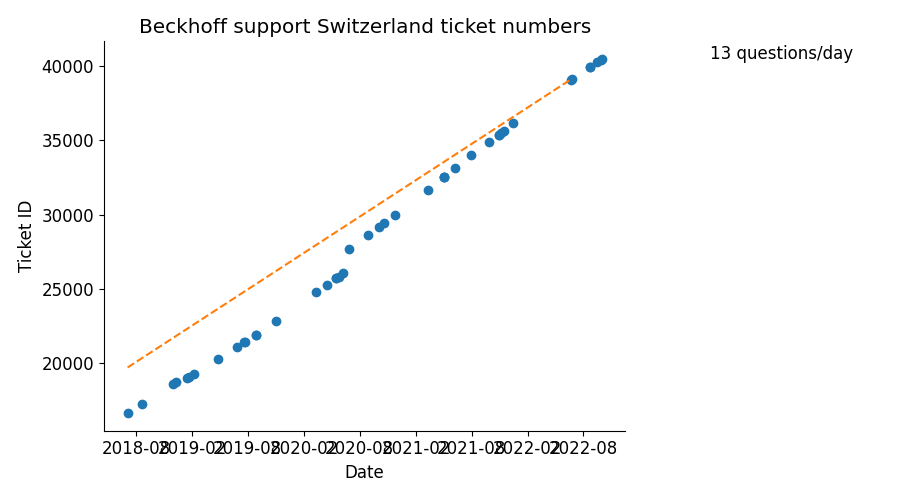 Beckhoff support Switzerland ticket numbers
13 questions/day
40000
35000
30000
25000
20000
Ticket ID
2018-08 2019-02 2019-08 2020-02 2020-08 2021-02 2021-08 2022-02 2022-08
Date